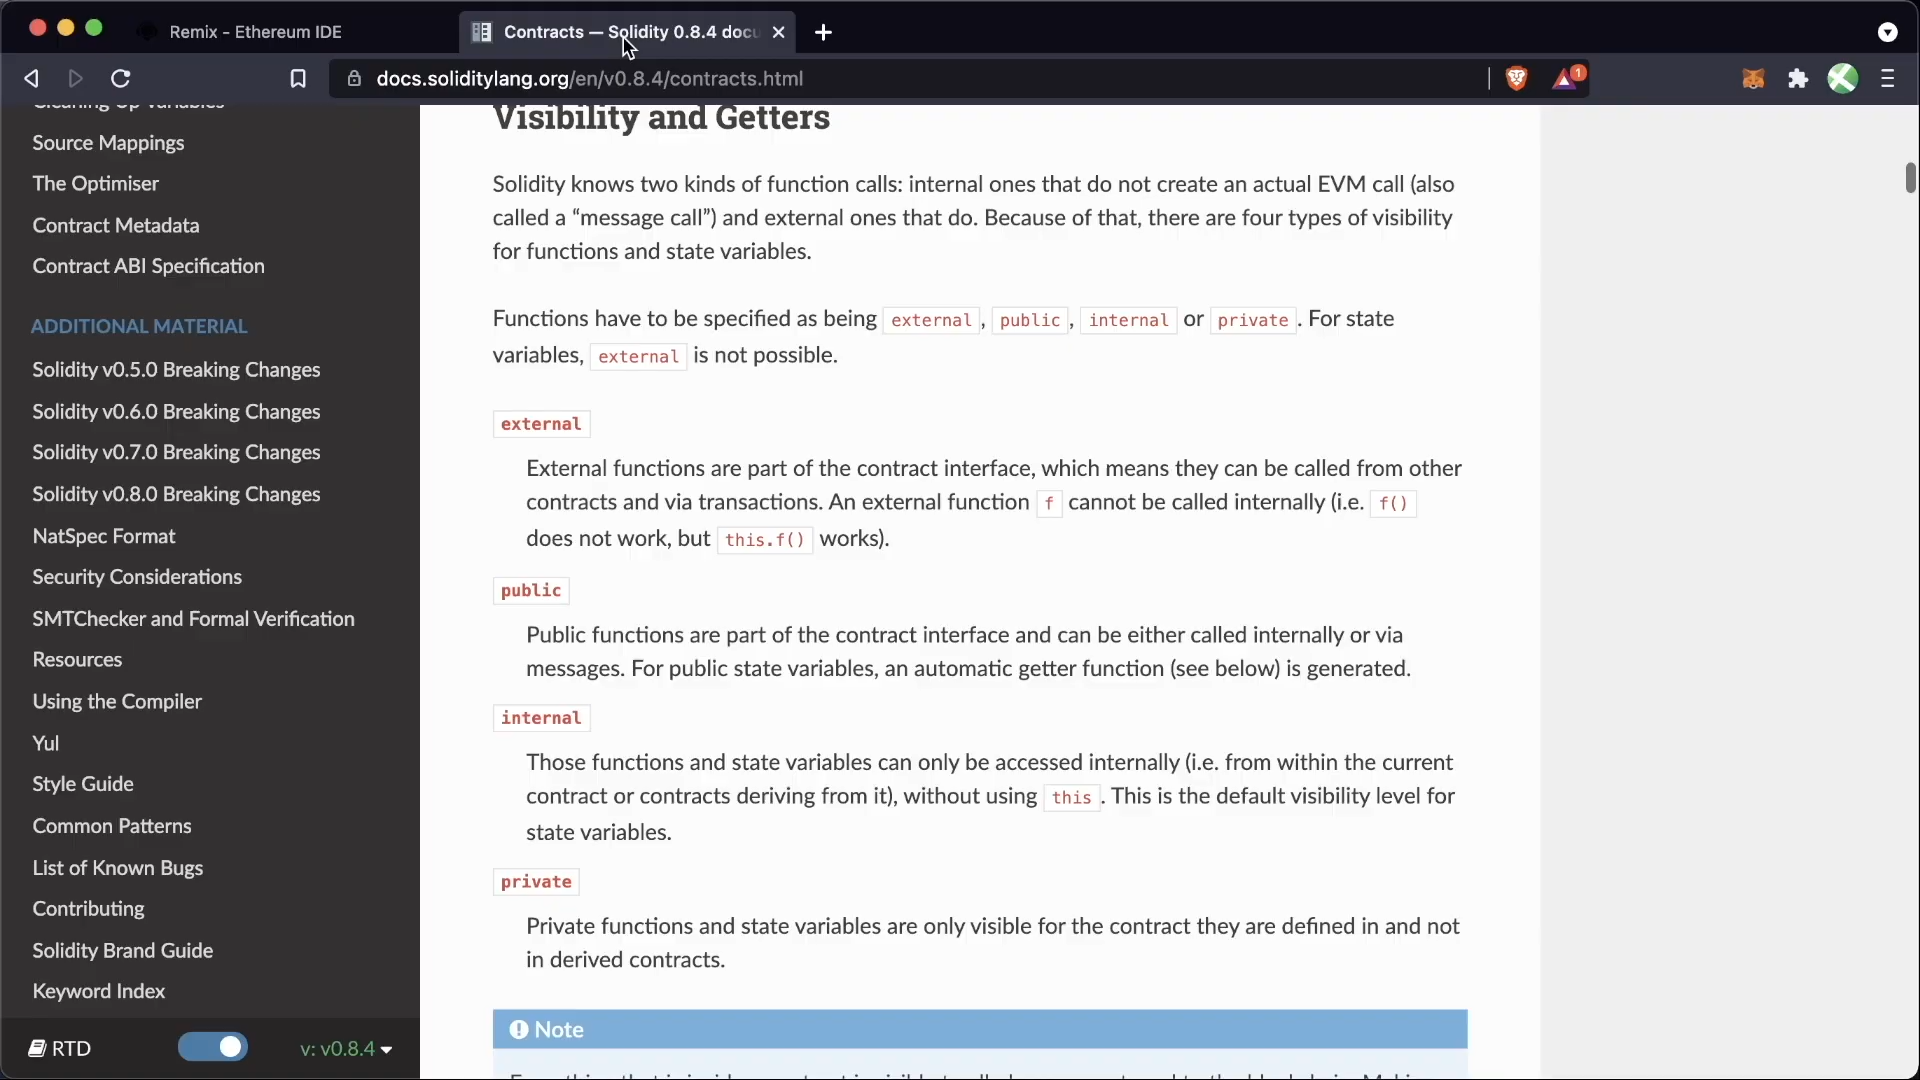 Remix - Ethereum IDE
Contracts — Solidity 0.8.4 docu
docs.soliditylang.org/en/v0.8.4/contracts.html
1
Cleaning Up Variables
Source Mappings
The Optimiser
Contract Metadata
Contract ABI Specification
ADDITIONAL MATERIAL
Solidity v0.5.0 Breaking Changes
Solidity v0.6.0 Breaking Changes
Solidity v0.7.0 Breaking Changes
Solidity v0.8.0 Breaking Changes
NatSpec Format
Security Considerations
SMTChecker and Formal Verification
Resources
Using the Compiler
Yul
Style Guide
Common Patterns
List of Known Bugs
Contributing
Solidity Brand Guide
Keyword Index
RTD
v: v0.8.4
Visibility and Getters
Solidity knows two kinds of function calls: internal ones that do not create an actual EVM call (also
called a “message call”) and external ones that do. Because of that, there are four types of visibility
for functions and state variables.
Functions have to be specified as being external, public, internal or private. For state
variables, external is not possible.
external
External functions are part of the contract interface, which means they can be called from other
contracts and via transactions. An external function f cannot be called internally (i.e. f()
does not work, but this.f() works).
public
Public functions are part of the contract interface and can be either called internally or via
messages. For public state variables, an automatic getter function (see below) is generated.
internal
Those functions and state variables can only be accessed internally (i.e. from within the current
contract or contracts deriving from it), without using this. This is the default visibility level for
state variables.
private
Private functions and state variables are only visible for the contract they are defined in and not
in derived contracts.
Note